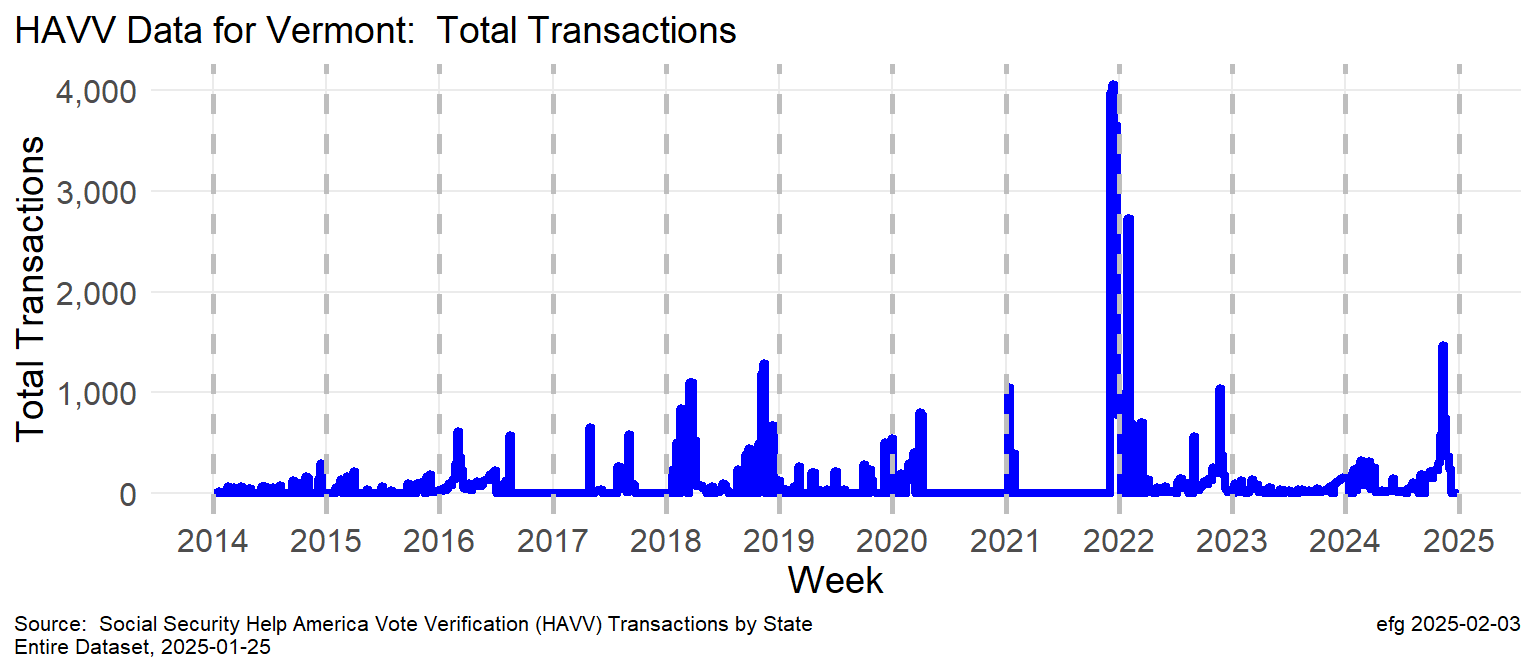 HAVV Data for Vermont:  Total Transactions
Total Transactions
4,000
3,000
2,000
1,000
0
2014 2015 2016 2017 2018 2019 2020 2021 2022 2023 2024 2025
Week
Source:  Social Security Help America Vote Verification (HAVV) Transactions by State
Entire Dataset, 2025-01-25
efg 2025-02-03